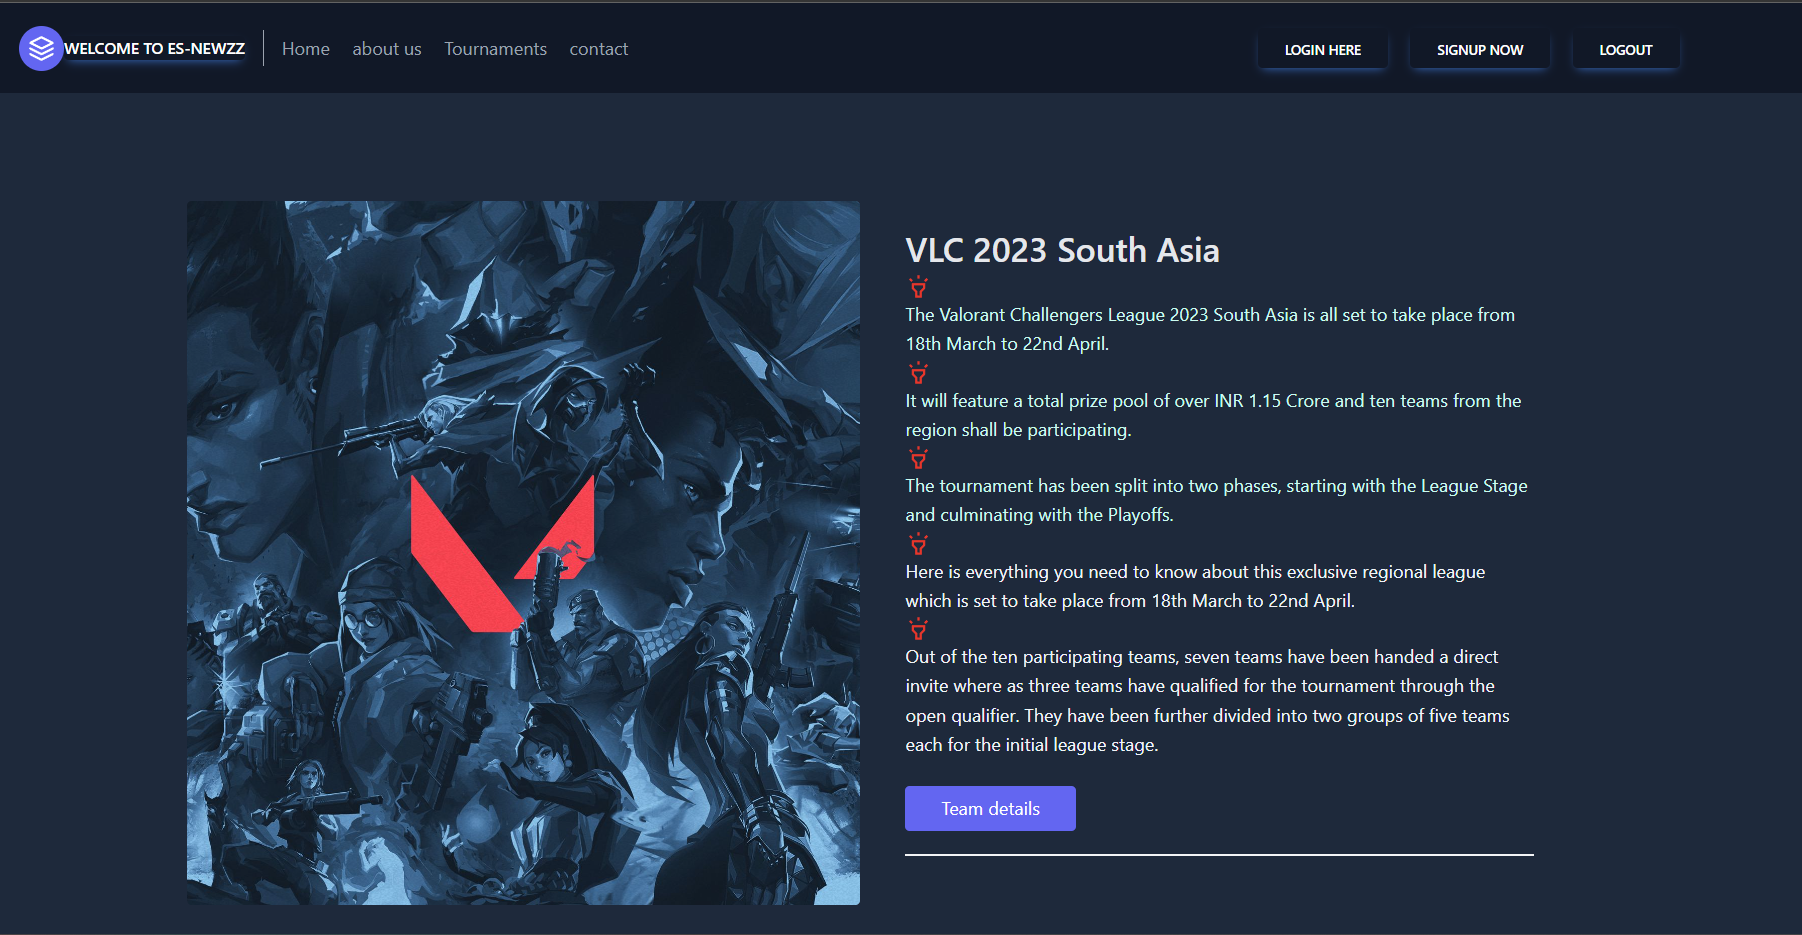 WELCOME TO ES-NEWZZ
Home about us Tournaments contact
LOGIN HERE SIGNUP NOW LOGOUT
VLC 2023 South Asia
The Valorant Challengers League 2023 South Asia is all set to take place from
18th March to 22nd April.
It will feature a total prize pool of over INR 1.15 Crore and ten teams from the
region shall be participating.
The tournament has been split into two phases, starting with the League Stage
and culminating with the Playoffs.
Here is everything you need to know about this exclusive regional league
which is set to take place from 18th March to 22nd April.
Out of the ten participating teams, seven teams have been handed a direct
invite where as three teams have qualified for the tournament through the
open qualifier. They have been further divided into two groups of five teams
each for the initial league stage.
Team details